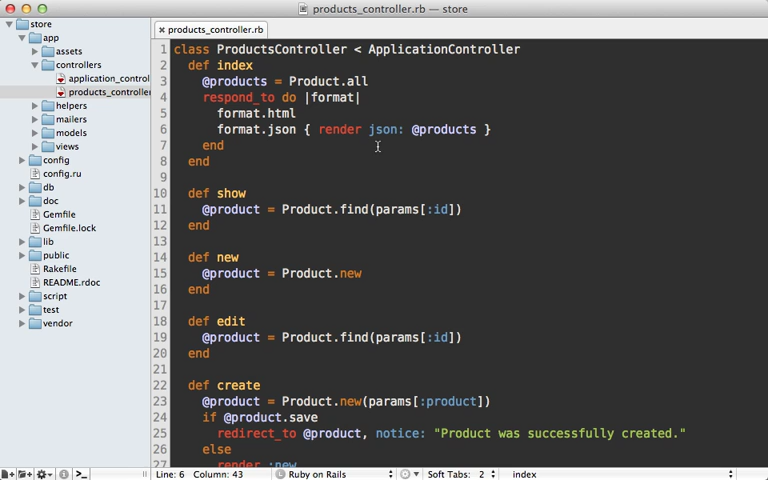 products_controller.rb — store
store
app
assets
controllers
application_control
products_controller
helpers
mailers
models
views
config
config.ru
db
doc
Gemfile
Gemfile.lock
lib
public
Rakefile
README.rdoc
script
test
vendor
× products_controller.rb
1 class ProductsController < ApplicationController
2 def index
3 @products = Product.all
4 respond_to do |format|
5 format.html
6 format.json { render json: @products }
7 end
8 end
9
10 def show
11 @product = Product.find(params[:id])
12 end
13
14 def new
15 @product = Product.new
16 end
17
18 def edit
19 @product = Product.find(params[:id])
20 end
21
22 def create
23 @product = Product.new(params[:product])
24 if @product.save
25 redirect_to @product, notice: "Product was successfully created."
26 else
27 render :new
Line: 6 Column: 43 Ruby on Rails Soft Tabs: 2 index